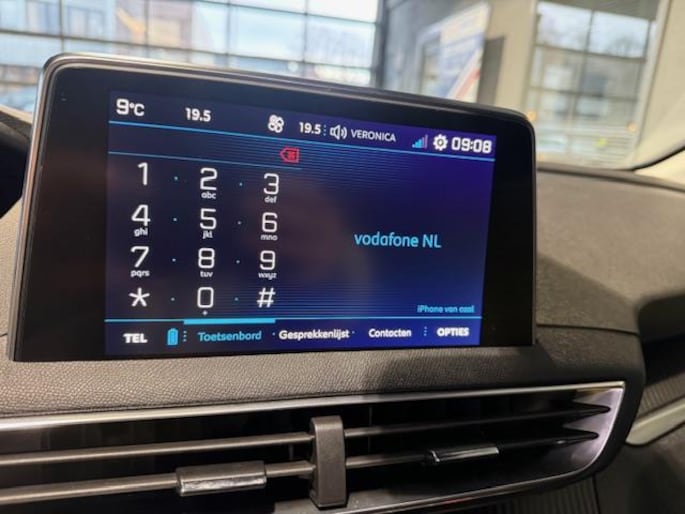 9°C 19.5 19.5 VERONICA 09:08
1 2 3
abc def
4 5 6
ghi jkl mno
vodafone NL
7 8 9
pqrs tuv wxyz
* 0 #
+
iPhone van azal
TEL Toetsenbord Gesprekkenlijst Contacten OPTIES